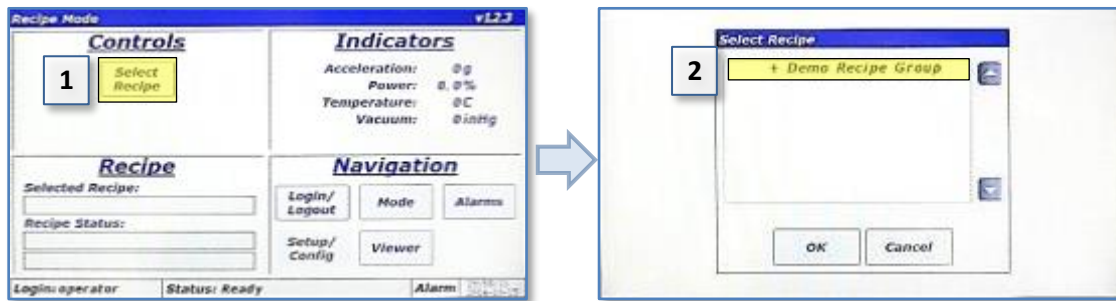 Recipe Mode v1.2.3
Controls
1
Select
Recipe
Indicators
Acceleration: 0g
Power: 0.0%
Temperature: 0C
Vacuum: 0inHg
Recipe
Selected Recipe:
Recipe Status:
Navigation
Login/
Logout
Mode
Alarms
Setup/
Config
Viewer
Login: operator
Status: Ready
Alarm
Select Recipe
2
+ Demo Recipe Group
OK
Cancel